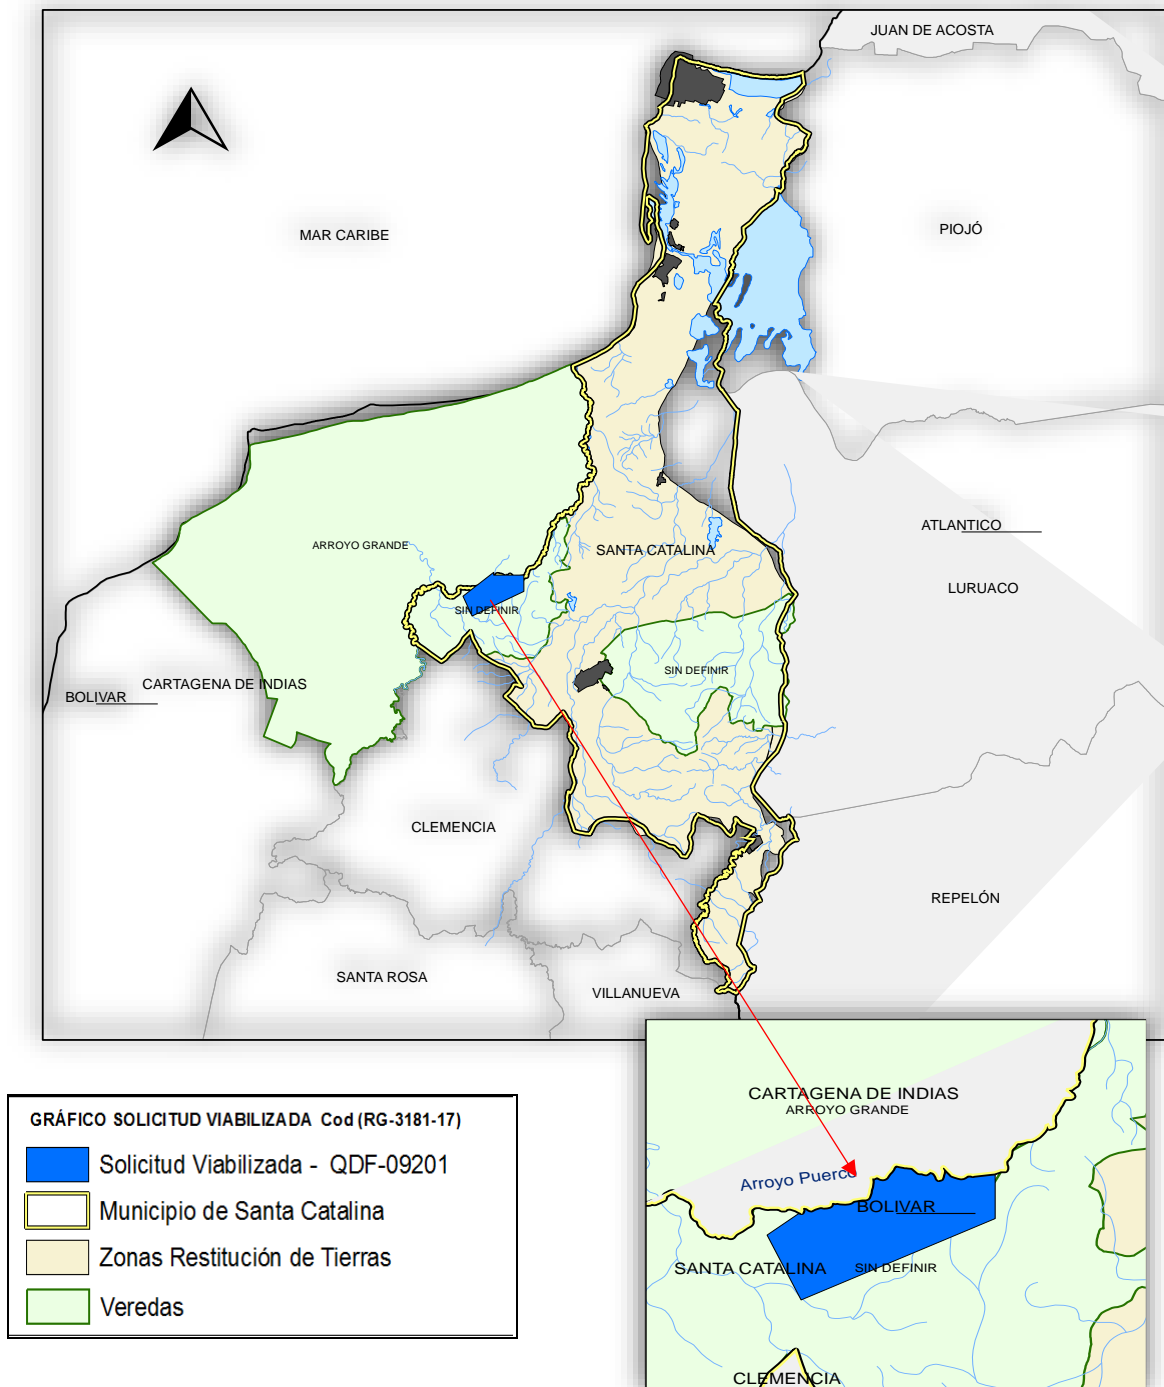 JUAN DE ACOSTA
MAR CARIBE
PIOJÓ
ARROYO GRANDE
SANTA CATALINA
ATLANTICO
LURUACO
SIN DEFINIR
SIN DEFINIR
BOLIVAR
CARTAGENA DE INDIAS
CLEMENCIA
REPELÓN
SANTA ROSA
VILLANUEVA
GRÁFICO SOLICITUD VIABILIZADA Cod (RG-3181-17)
Solicitud Viabilizada - QDF-09201
Municipio de Santa Catalina
Zonas Restitución de Tierras
Veredas
CARTAGENA DE INDIAS
ARROYO GRANDE
Arroyo Puerco
BOLIVAR
SANTA CATALINA
SIN DEFINIR
CLEMENCIA